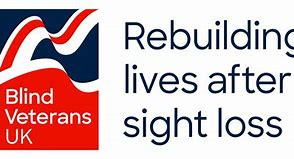 Blind
Veterans
UK
Rebuilding
lives after
sight loss